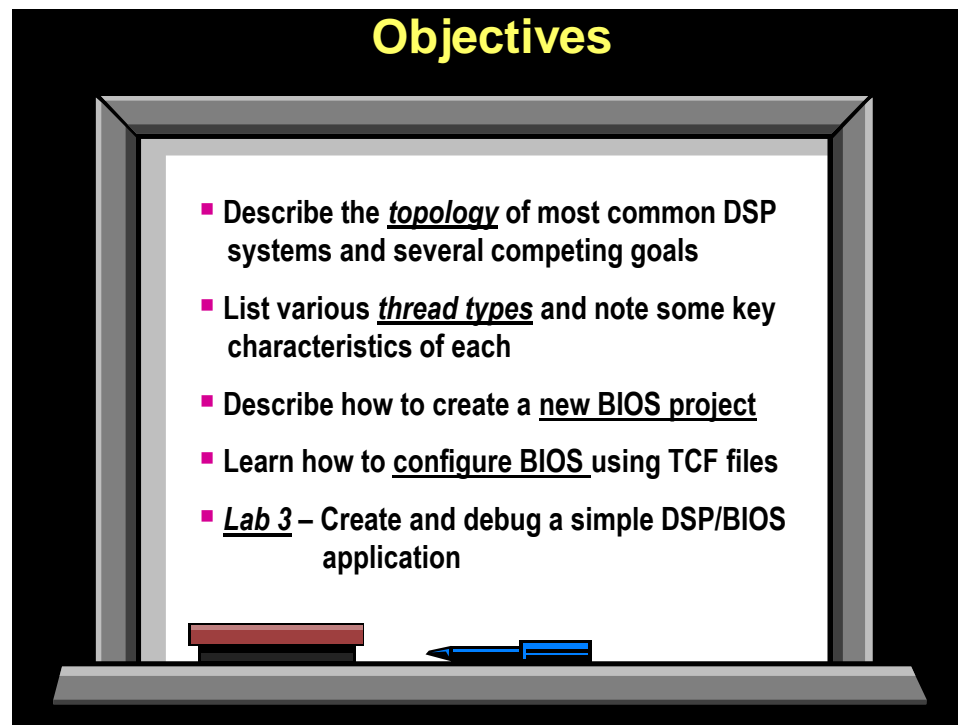 Objectives
▪ Describe the topology of most common DSP
systems and several competing goals
▪ List various thread types and note some key
characteristics of each
▪ Describe how to create a new BIOS project
▪ Learn how to configure BIOS using TCF files
▪ Lab 3 – Create and debug a simple DSP/BIOS
application